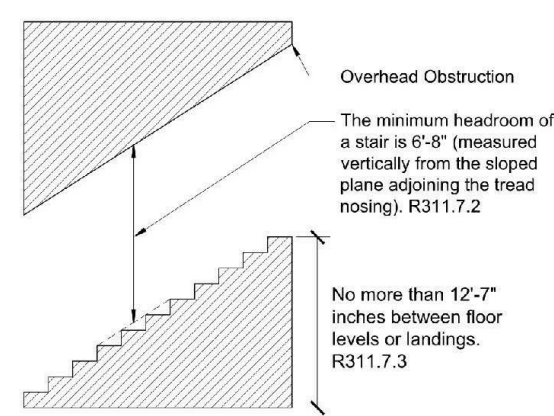 Overhead Obstruction
The minimum headroom of
a stair is 6'-8" (measured
vertically from the sloped
plane adjoining the tread
nosing). R311.7.2
No more than 12'-7"
inches between floor
levels or landings.
R311.7.3